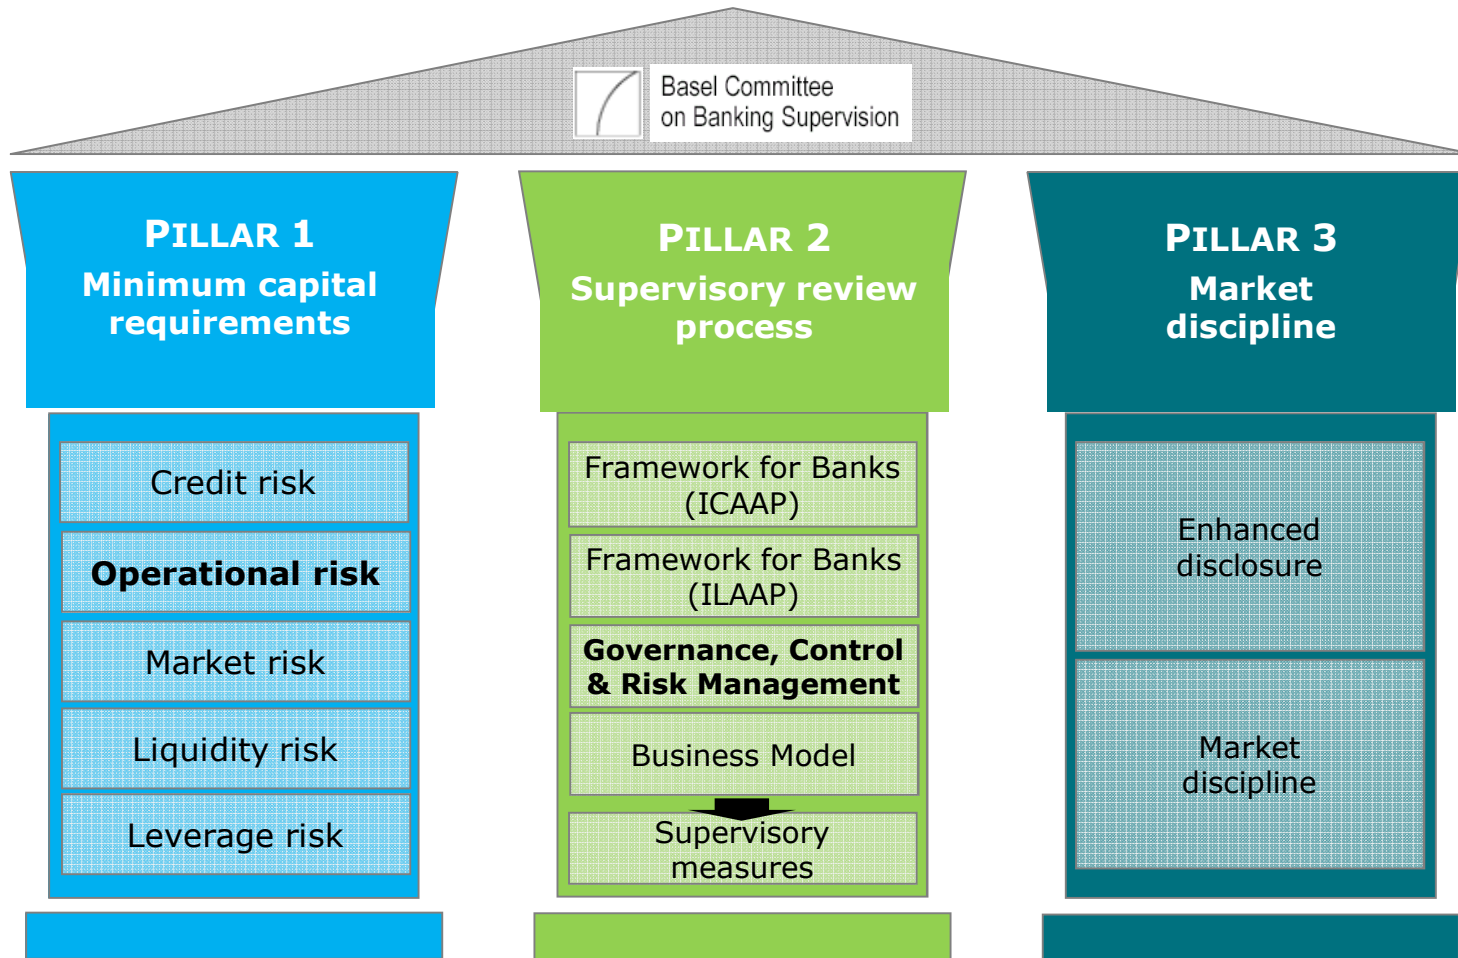 Basel Committee
on Banking Supervision
PILLAR 1
Minimum capital
requirements
Credit risk
Operational risk
Market risk
Liquidity risk
Leverage risk
PILLAR 2
Supervisory review
process
Framework for Banks
(ICAAP)
Framework for Banks
(ILAAP)
Governance, Control
& Risk Management
Business Model
Supervisory
measures
PILLAR 3
Market
discipline
Enhanced
disclosure
Market
discipline